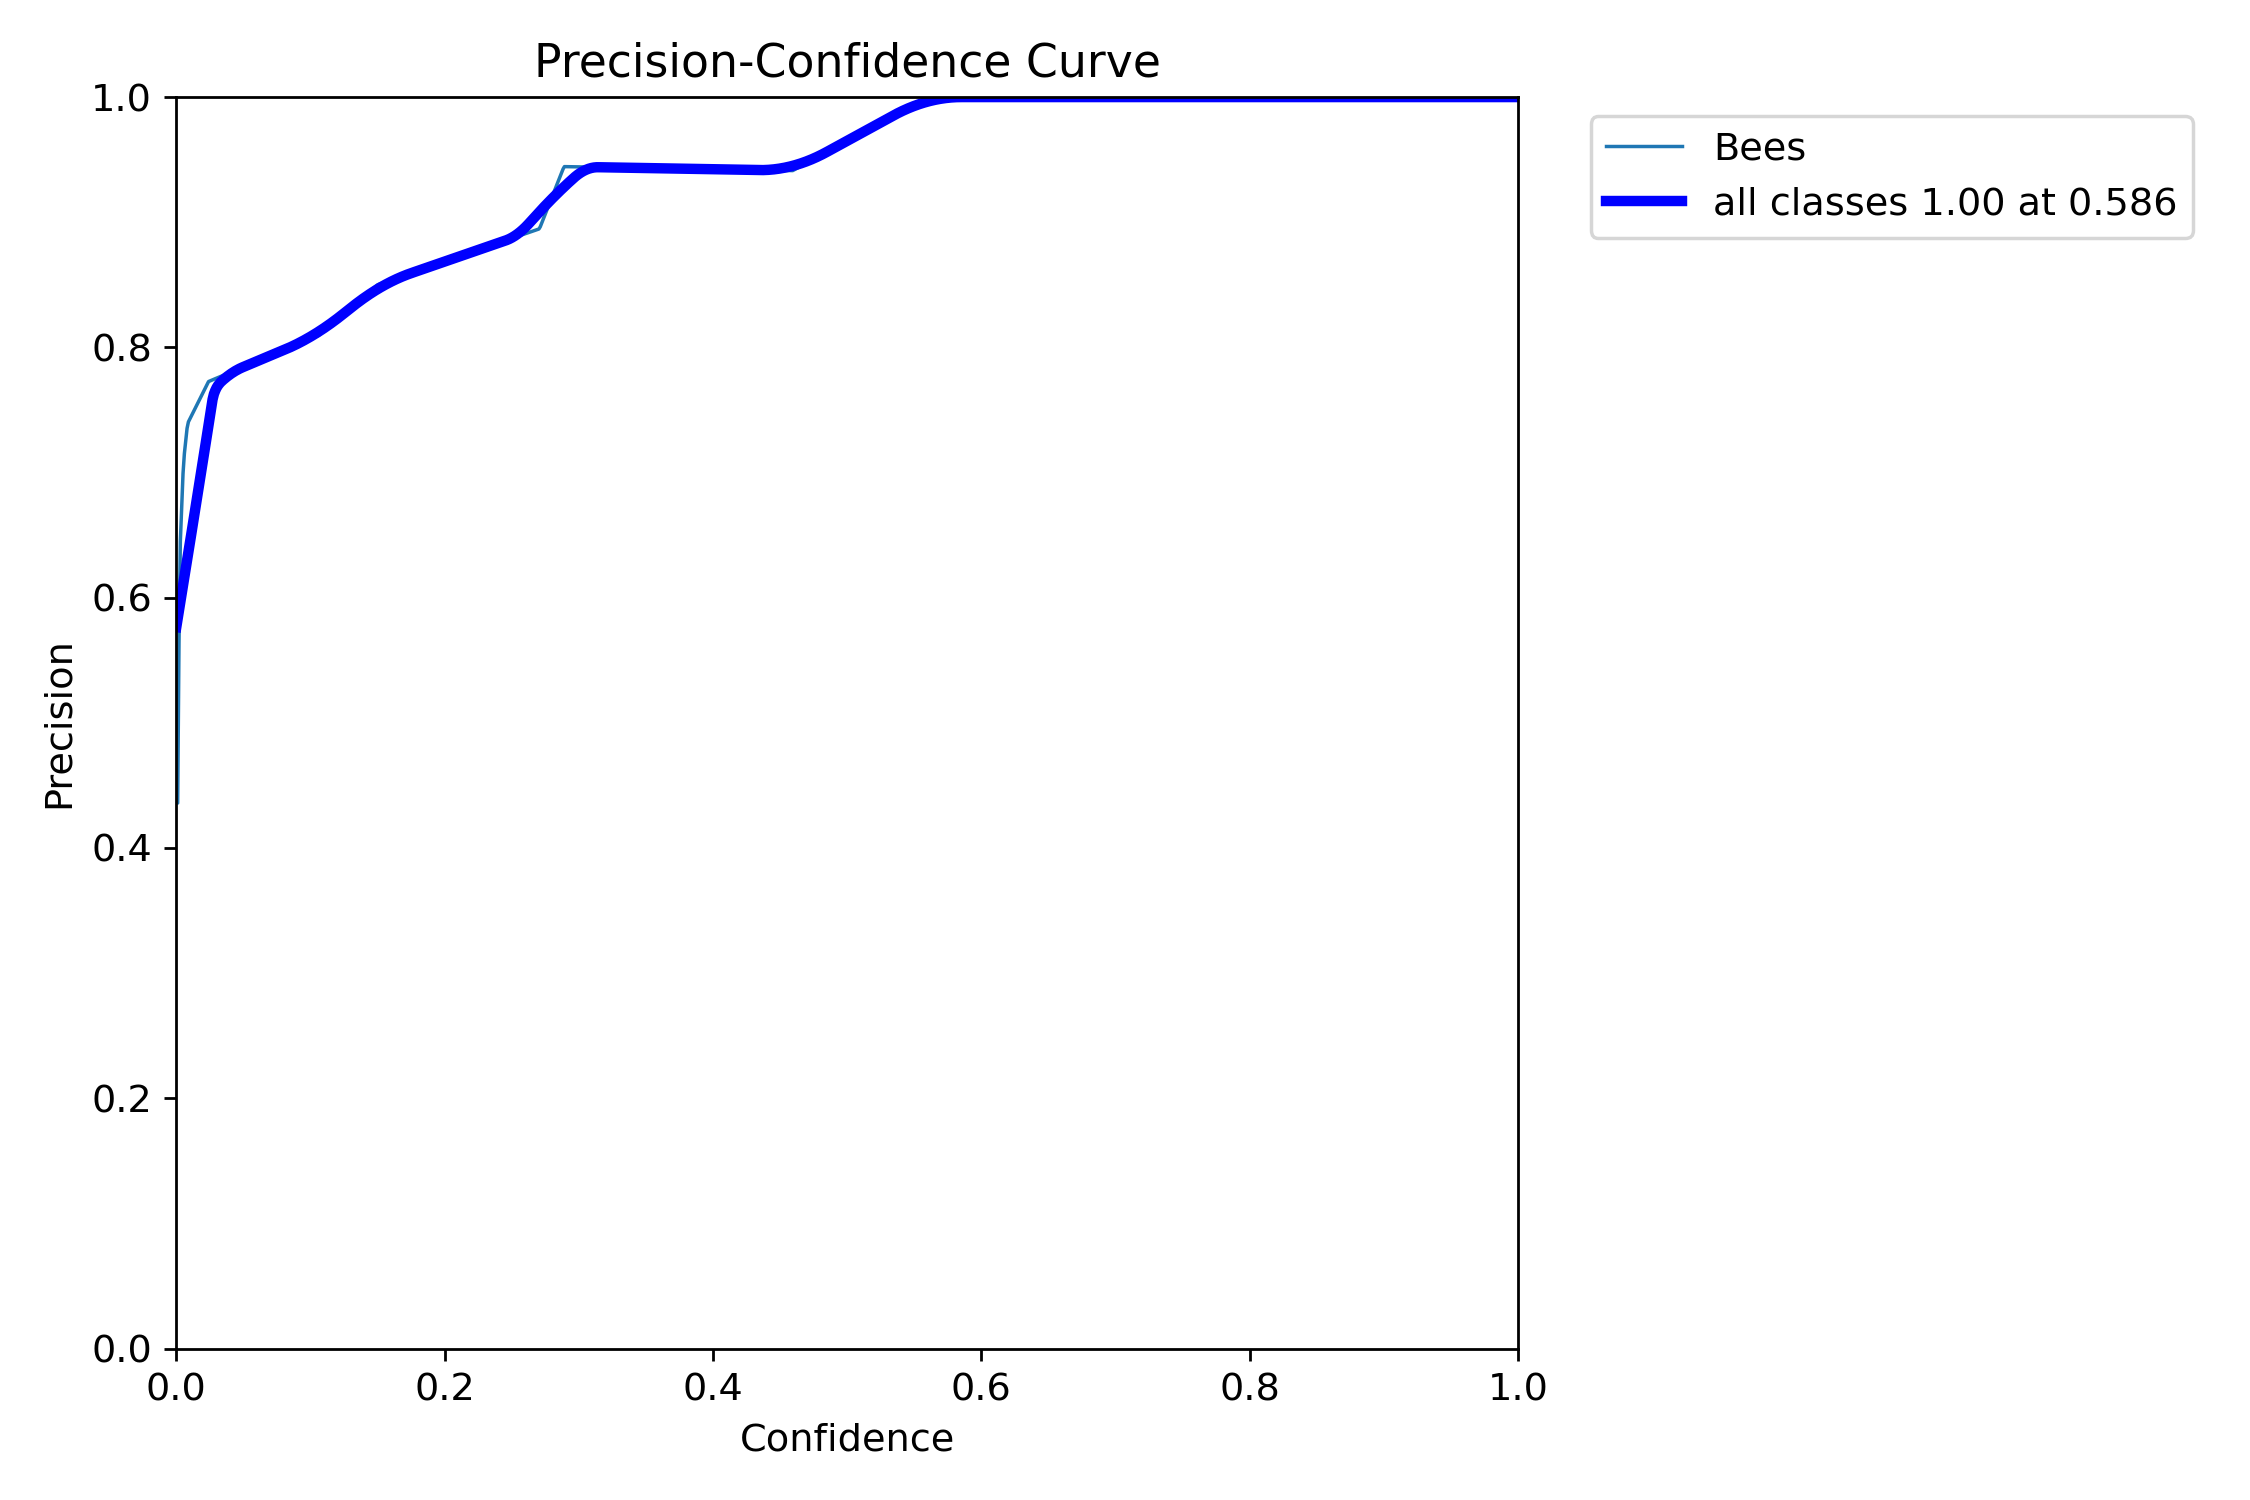 Precision-Confidence Curve
1.0
0.8
0.6
0.4
0.2
0.0
Precision
0.0 0.2 0.4 0.6 0.8 1.0
Confidence
Bees
all classes 1.00 at 0.586